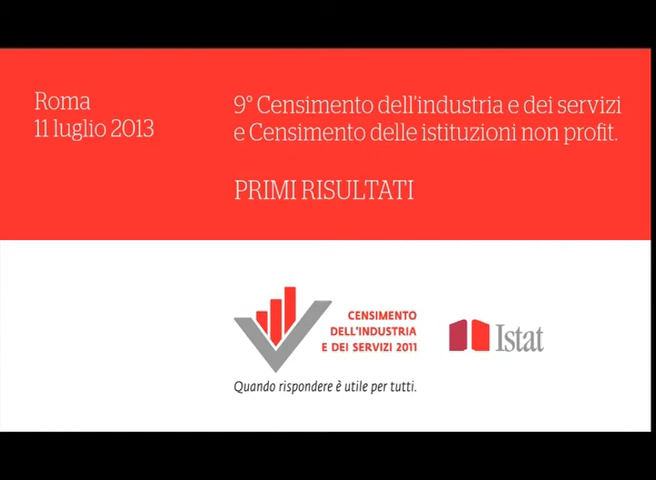 Roma
11 luglio 2013
9° Censimento dell'industria e dei servizi
e Censimento delle istituzioni non profit.
PRIMI RISULTATI
CENSIMENTO
DELL'INDUSTRIA
E DEI SERVIZI 2011
Quando rispondere è utile per tutti.
Istat